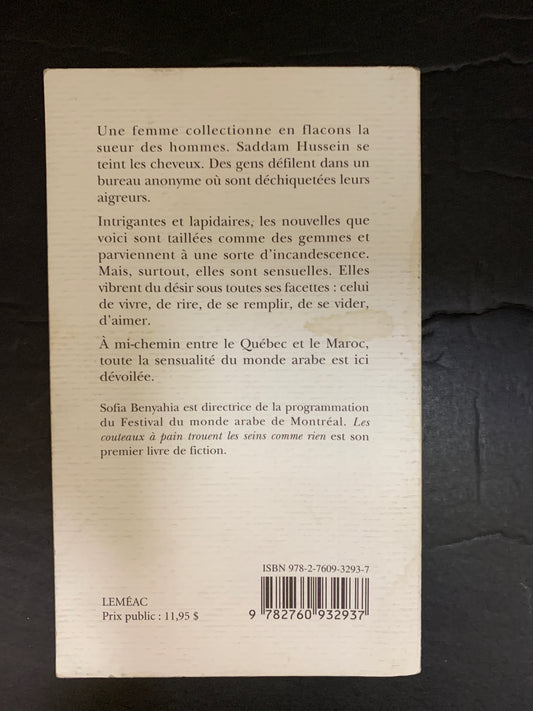 Une femme collectionne en flacons la
sueur des hommes. Saddam Hussein se
teint les cheveux. Des gens défilent dans un
bureau anonyme où sont déchiquetées leurs
aigreurs.
Intrigantes et lapidaires, les nouvelles que
voici sont taillées comme des gemmes et
parviennent à une sorte d'incandescence.
Mais, surtout, elles sont sensuelles. Elles
vibrent du désir sous toutes ses facettes : celui
de vivre, de rire, de se remplir, de se vider,
d'aimer.
À mi-chemin entre le Québec et le Maroc,
toute la sensualité du monde arabe est ici
dévoilée.
Sofia Benyahia est directrice de la programmation
du Festival du monde arabe de Montréal. Les
couteaux à pain trouent les seins comme rien est son
premier livre de fiction.
ISBN 978-2-7609-3293-7
LEMÉAC
Prix public : 11,95 $
9 782760 932937